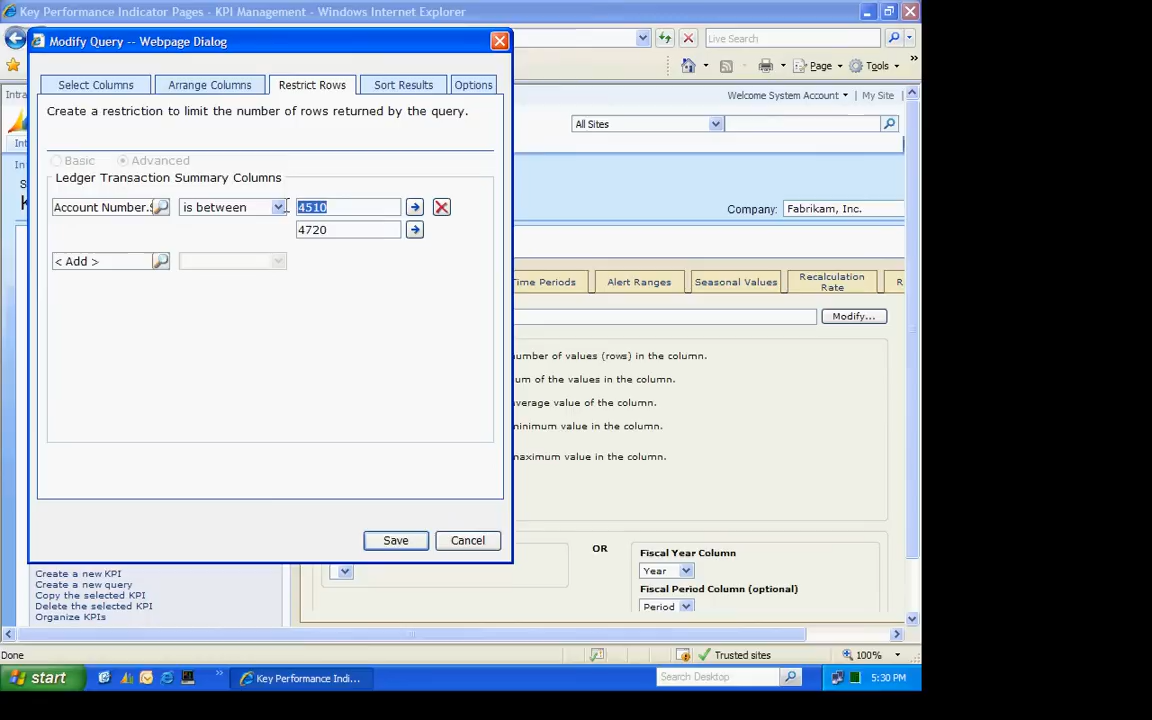 Key Performance Indicator Pages - KPI Management - Windows Internet Explorer
Modify Query -- Webpage Dialog
Live Search
Page
Tools
Select Columns
Arrange Columns
Restrict Rows
Sort Results
Options
Intra
Welcome System Account
My Site
Create a restriction to limit the number of rows returned by the query.
All Sites
Int
Basic
Advanced
In
Ledger Transaction Summary Columns
Account Number.S
is between
4510
Company:
Fabrikam, Inc.
4720
< Add >
Time Periods
Alert Ranges
Seasonal Values
Recalculation
Rate
R
Modify...
number of values (rows) in the column.
um of the values in the column.
average value of the column.
minimum value in the column.
maximum value in the column.
Save
Cancel
OR
Fiscal Year Column
Year
Fiscal Period Column (optional)
Period
Create a new KPI
Create a new query
Copy the selected KPI
Delete the selected KPI
Organize KPIs
Done
Trusted sites
100%
start
Key Performance Indi...
Search Desktop
5:30 PM